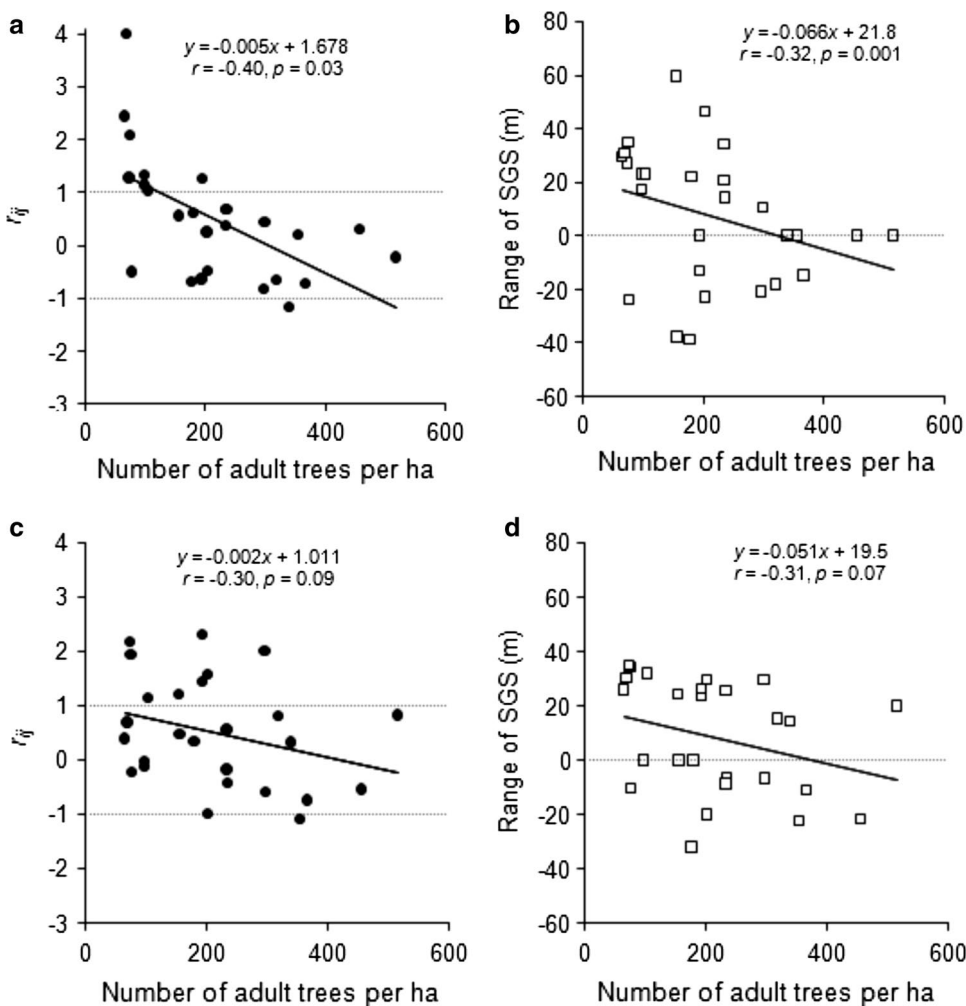 a
y = -0.005x + 1.678
r = -0.40, p = 0.03
r_ij
4
3
2
1
0
-1
-2
-3
0 200 400 600
Number of adult trees per ha
b
y = -0.066x + 21.8
r = -0.32, p = 0.001
Range of SGS (m)
80
60
40
20
0
-20
-40
-60
0 200 400 600
Number of adult trees per ha
c
y = -0.002x + 1.011
r = -0.30, p = 0.09
r_ij
4
3
2
1
0
-1
-2
-3
0 200 400 600
Number of adult trees per ha
d
y = -0.051x + 19.5
r = -0.31, p = 0.07
Range of SGS (m)
80
60
40
20
0
-20
-40
-60
0 200 400 600
Number of adult trees per ha